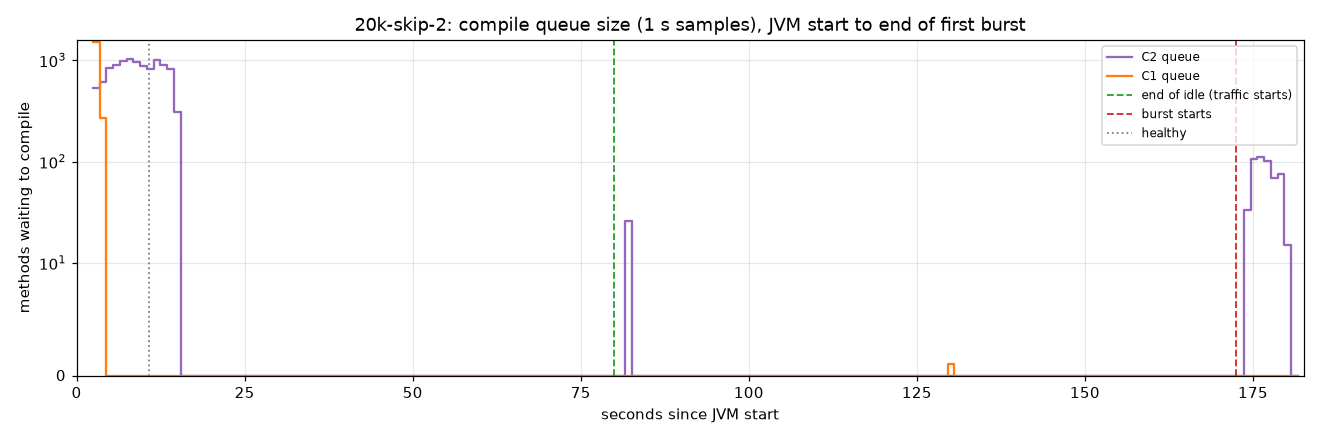 20k-skip-2: compile queue size (1 s samples), JVM start to end of first burst
methods waiting to compile
10³
10²
10¹
0
C2 queue
C1 queue
end of idle (traffic starts)
burst starts
healthy
0 25 50 75 100 125 150 175
seconds since JVM start